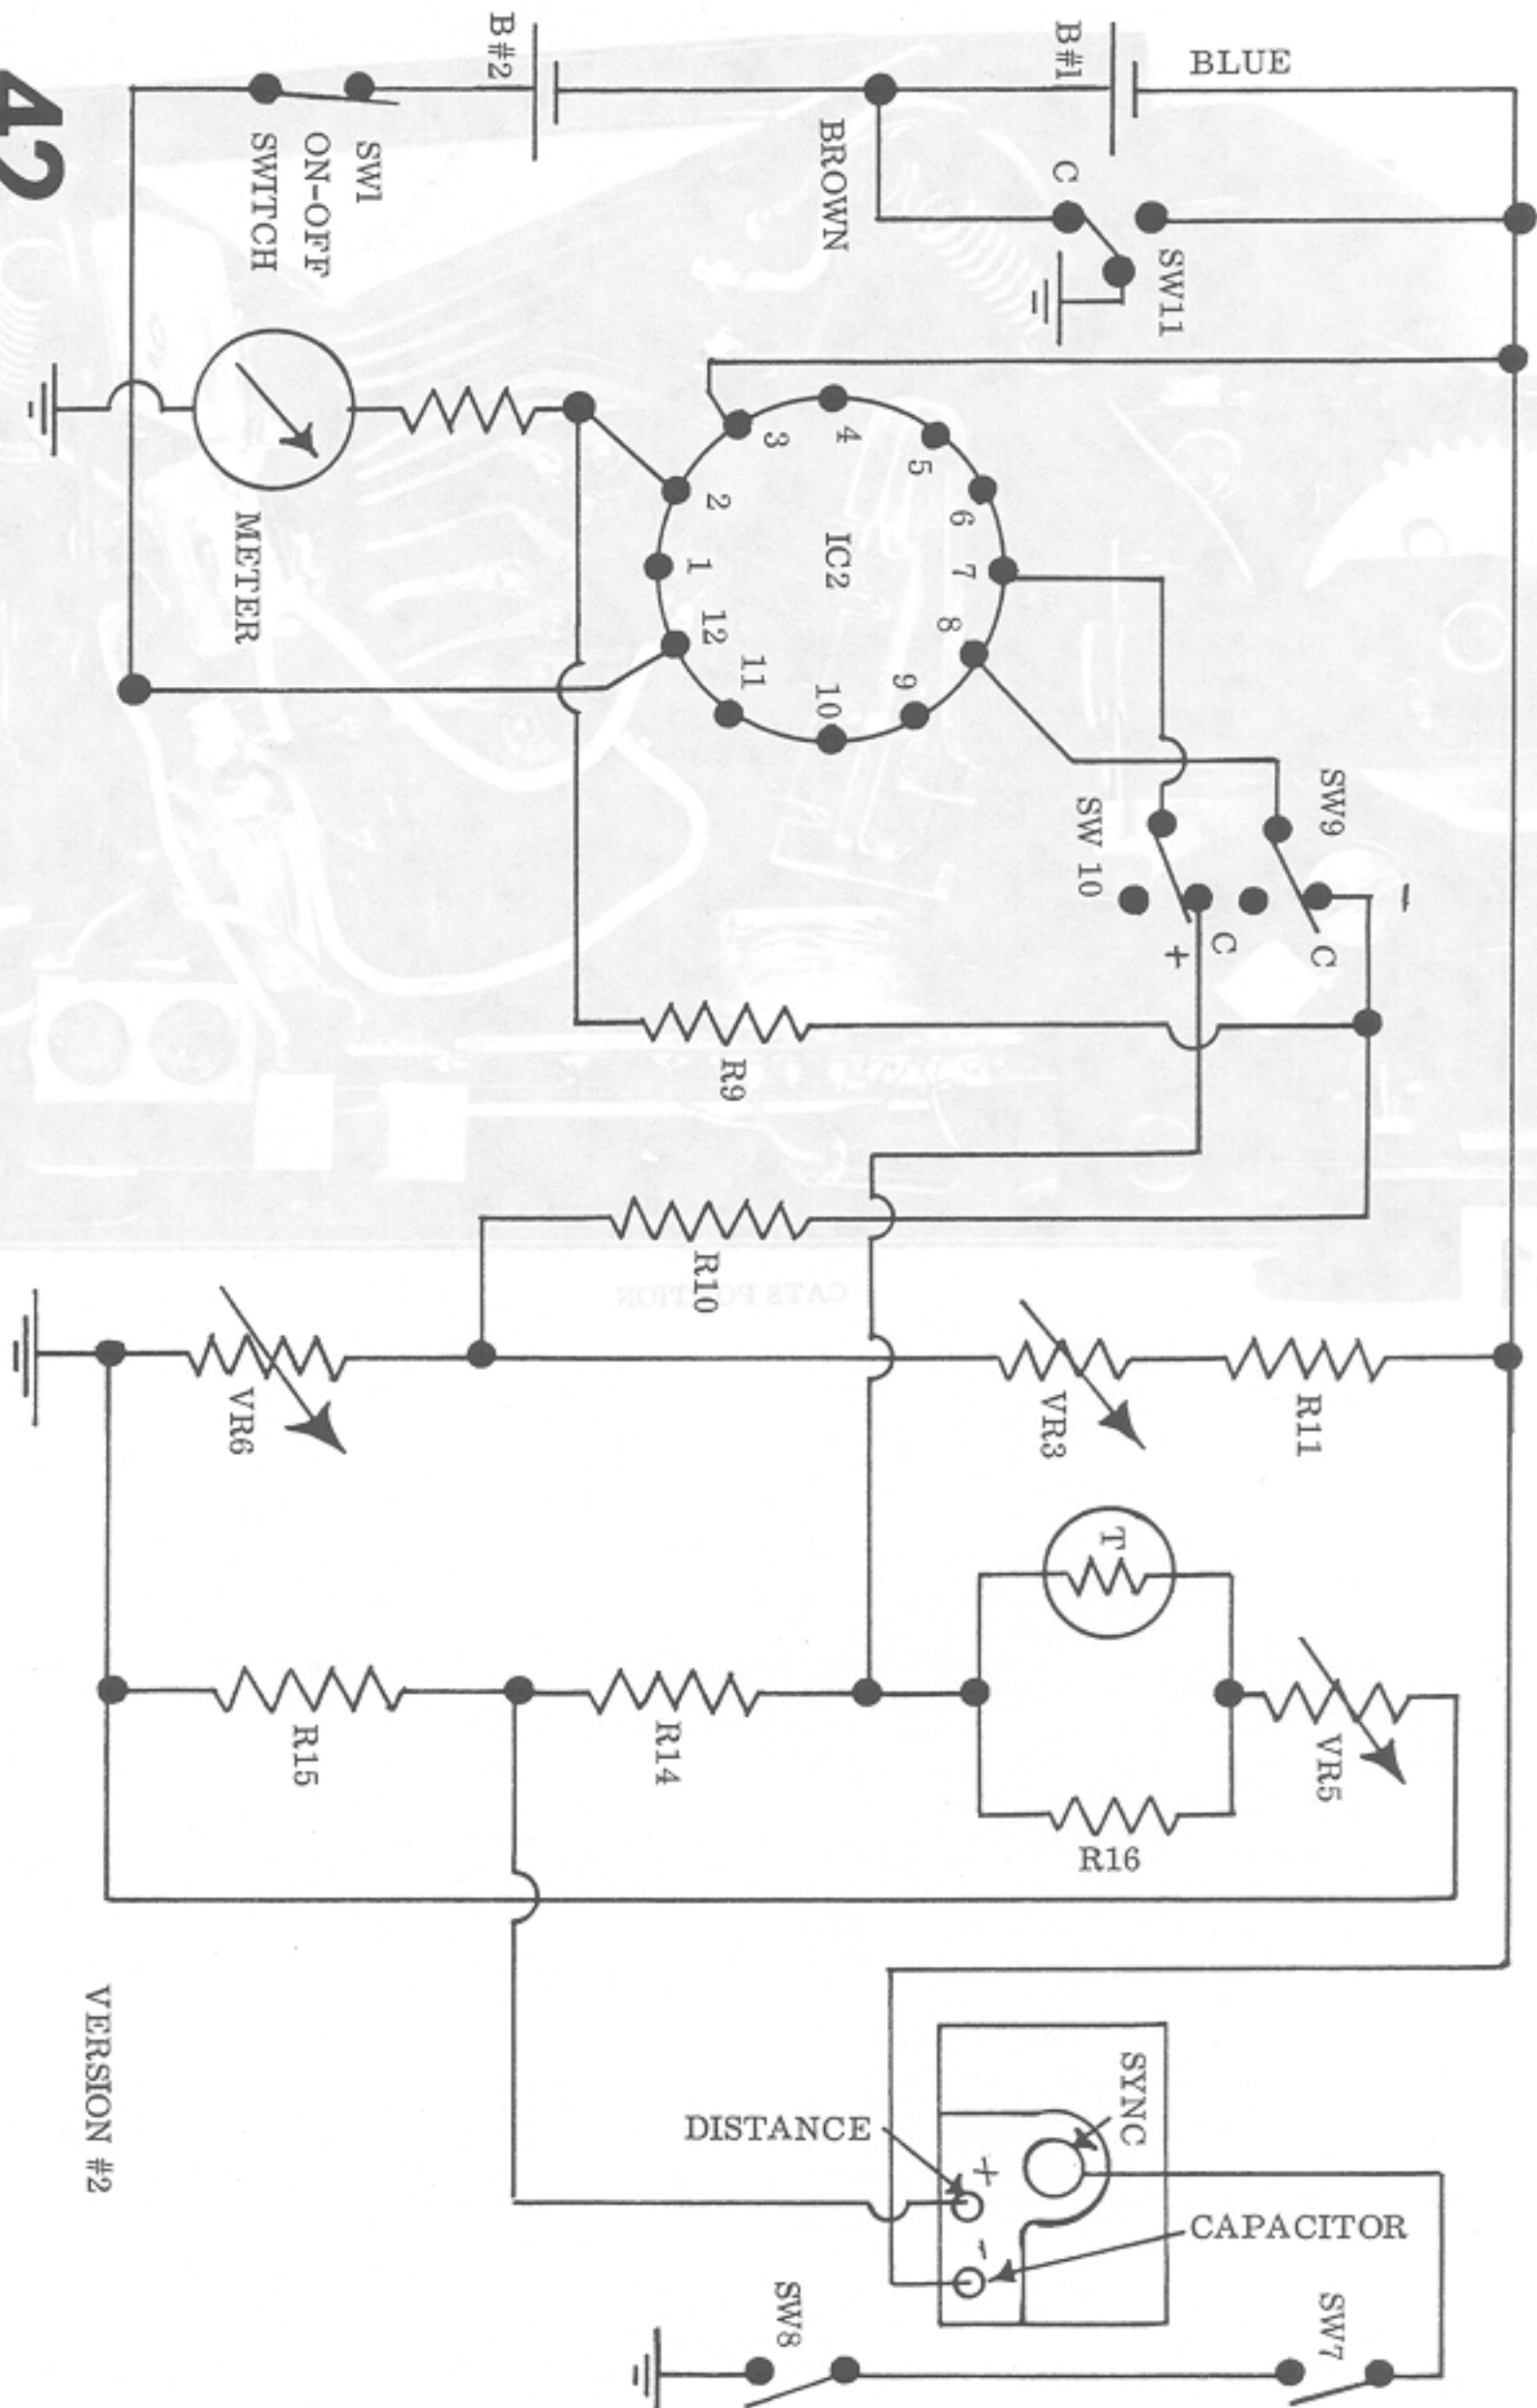 42
B#2
B#1
BLUE
BROWN
C
SW11
SW1
ON-OFF
SWITCH
METER
3
4
5
6
7
8
9
10
11
12
1
2
IC2
SW9
SW 10
-
C
C
+
R9
R10
CATS POSITION
VR6
VR3
R11
T
VR5
R15
R14
R16
VERSION #2
SYNC
DISTANCE
+
-
CAPACITOR
SW8
SW7